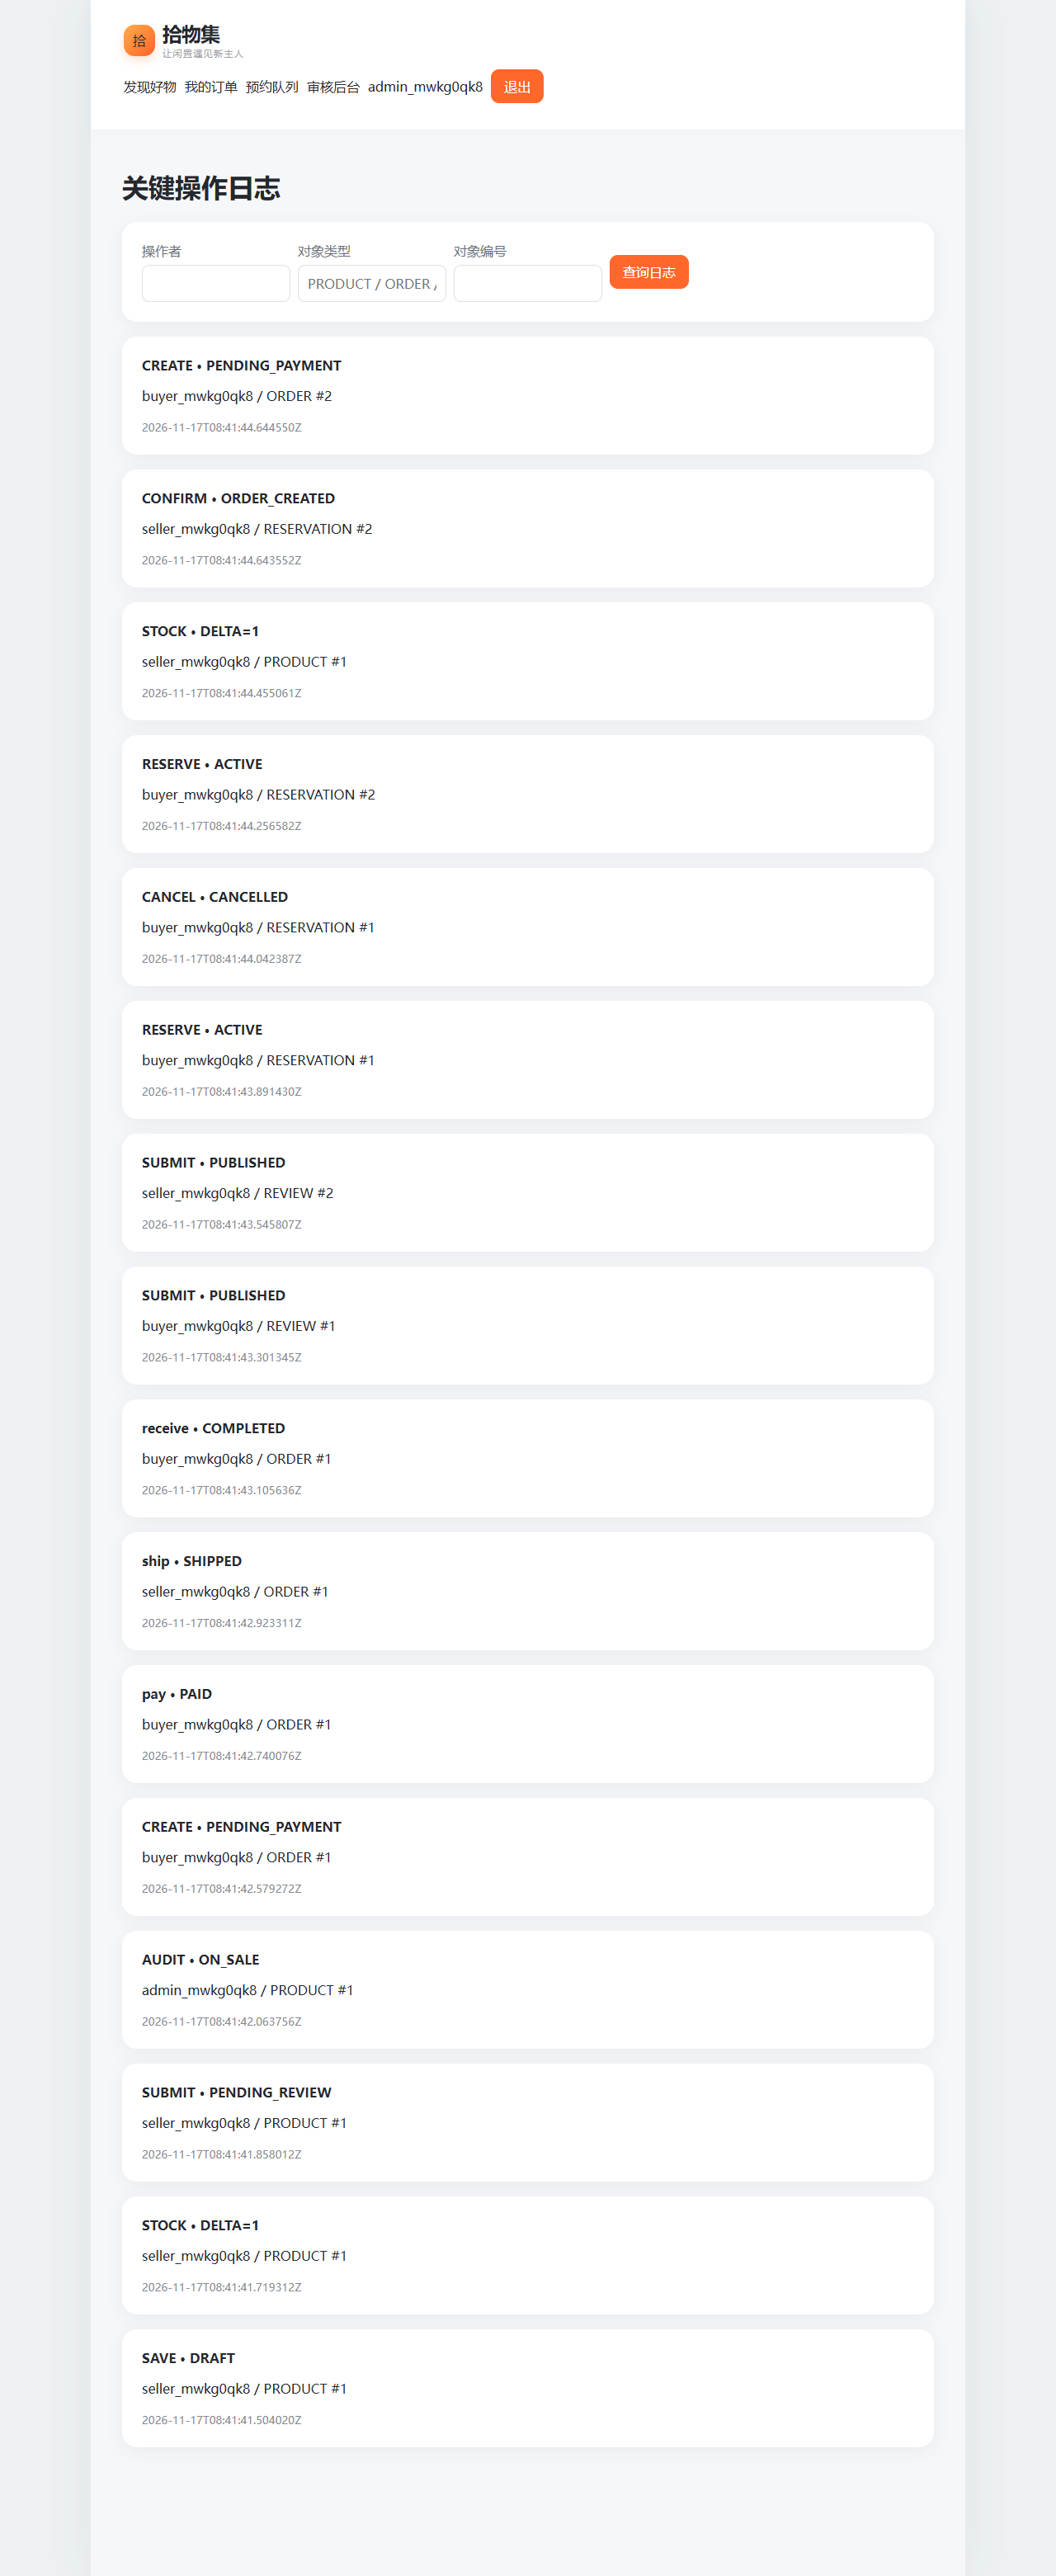 拾
拾物集
让闲置遇见新主人
发现好物 我的订单 预约队列 审核后台 admin_mwkg0qk8 退出
关键操作日志
操作者 对象类型 对象编号
PRODUCT / ORDER / 查询日志
CREATE • PENDING_PAYMENT
buyer_mwkg0qk8 / ORDER #2
2026-11-17T08:41:44.644550Z
CONFIRM • ORDER_CREATED
seller_mwkg0qk8 / RESERVATION #2
2026-11-17T08:41:44.643552Z
STOCK • DELTA=1
seller_mwkg0qk8 / PRODUCT #1
2026-11-17T08:41:44.455061Z
RESERVE • ACTIVE
buyer_mwkg0qk8 / RESERVATION #2
2026-11-17T08:41:44.256582Z
CANCEL • CANCELLED
buyer_mwkg0qk8 / RESERVATION #1
2026-11-17T08:41:44.042387Z
RESERVE • ACTIVE
buyer_mwkg0qk8 / RESERVATION #1
2026-11-17T08:41:43.891430Z
SUBMIT • PUBLISHED
seller_mwkg0qk8 / REVIEW #2
2026-11-17T08:41:43.545807Z
SUBMIT • PUBLISHED
buyer_mwkg0qk8 / REVIEW #1
2026-11-17T08:41:43.301345Z
receive • COMPLETED
buyer_mwkg0qk8 / ORDER #1
2026-11-17T08:41:43.105636Z
ship • SHIPPED
seller_mwkg0qk8 / ORDER #1
2026-11-17T08:41:42.923311Z
pay • PAID
buyer_mwkg0qk8 / ORDER #1
2026-11-17T08:41:42.740076Z
CREATE • PENDING_PAYMENT
buyer_mwkg0qk8 / ORDER #1
2026-11-17T08:41:42.579272Z
AUDIT • ON_SALE
admin_mwkg0qk8 / PRODUCT #1
2026-11-17T08:41:42.063756Z
SUBMIT • PENDING_REVIEW
seller_mwkg0qk8 / PRODUCT #1
2026-11-17T08:41:41.858012Z
STOCK • DELTA=1
seller_mwkg0qk8 / PRODUCT #1
2026-11-17T08:41:41.719312Z
SAVE • DRAFT
seller_mwkg0qk8 / PRODUCT #1
2026-11-17T08:41:41.504020Z